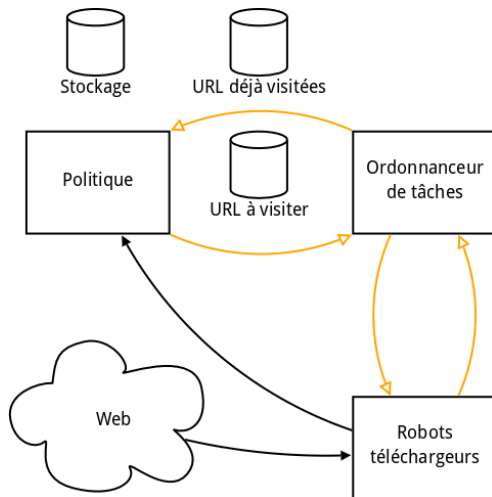 Stockage
URL déjà visitées
Politique
URL à visiter
Ordonnanceur
de tâches
Web
Robots
téléchargeurs